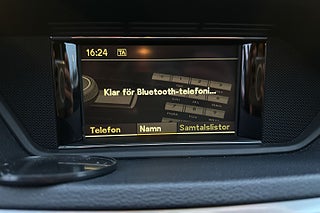 16:24 TA
Klar för Bluetooth-telefoni...
Telefon Namn Samtalslistor